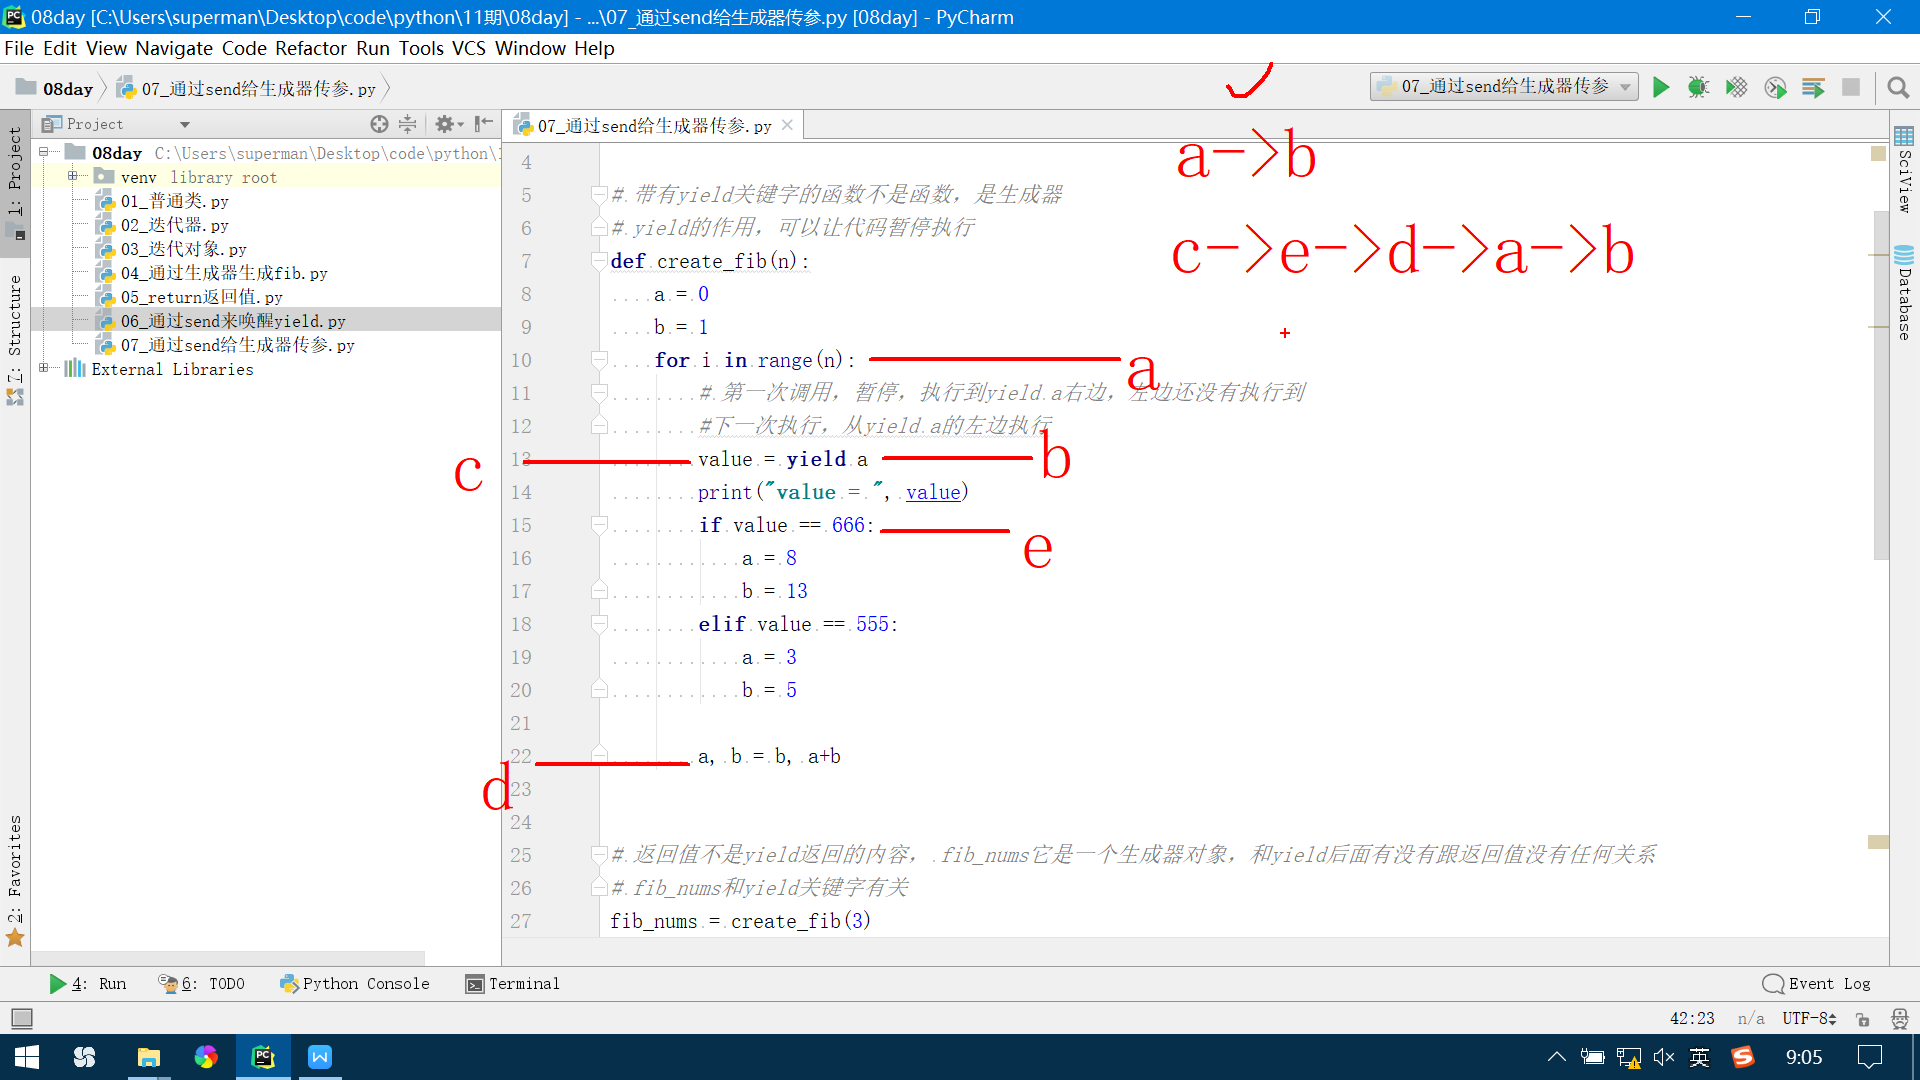 08day [C:\Users\superman\Desktop\code\python\11期\08day] - ...\07_通过send给生成器传参.py [08day] - PyCharm
File Edit View Navigate Code Refactor Run Tools VCS Window Help
08day
07_通过send给生成器传参.py
07_通过send给生成器传参
Project
07_通过send给生成器传参.py
1: Project
7: Structure
2: Favorites
SciView
Database
08day C:\Users\superman\Desktop\code\python\1
venv library root
01_普通类.py
02_迭代器.py
03_迭代对象.py
04_通过生成器生成fib.py
05_return返回值.py
06_通过send来唤醒yield.py
07_通过send给生成器传参.py
External Libraries
a->b
c->e->d->a->b
4
5 # 带有yield关键字的函数不是函数，是生成器
6 # yield的作用，可以让代码暂停执行
7 def create_fib(n):
8 a = 0
9 b = 1
10 for i in range(n): a
11 # 第一次调用，暂停，执行到yield a右边，左边还没有执行到
12 #下一次执行，从yield a的左边执行
c 13 value = yield a b
14 print("value = ", value)
15 if value == 666: e
16 a = 8
17 b = 13
18 elif value == 555:
19 a = 3
20 b = 5
21
22 a, b = b, a+b
d 23
24
25 # 返回值不是yield返回的内容， fib_nums它是一个生成器对象，和yield后面有没有跟返回值没有任何关系
26 # fib_nums和yield关键字有关
27 fib_nums = create_fib(3)
4: Run 6: TODO Python Console Terminal Event Log
42:23 n/a UTF-8
英 9:05